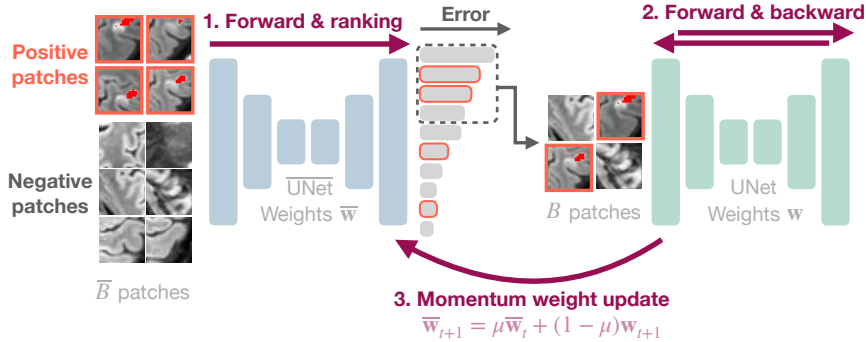 1. Forward & ranking
Error
2. Forward & backward
Positive
patches
Negative
patches
B̅ patches
U̅N̅e̅t̅
Weights w̅
B patches
UNet
Weights w
3. Momentum weight update
w̅ₜ₊₁ = μw̅ₜ + (1 − μ)wₜ₊₁